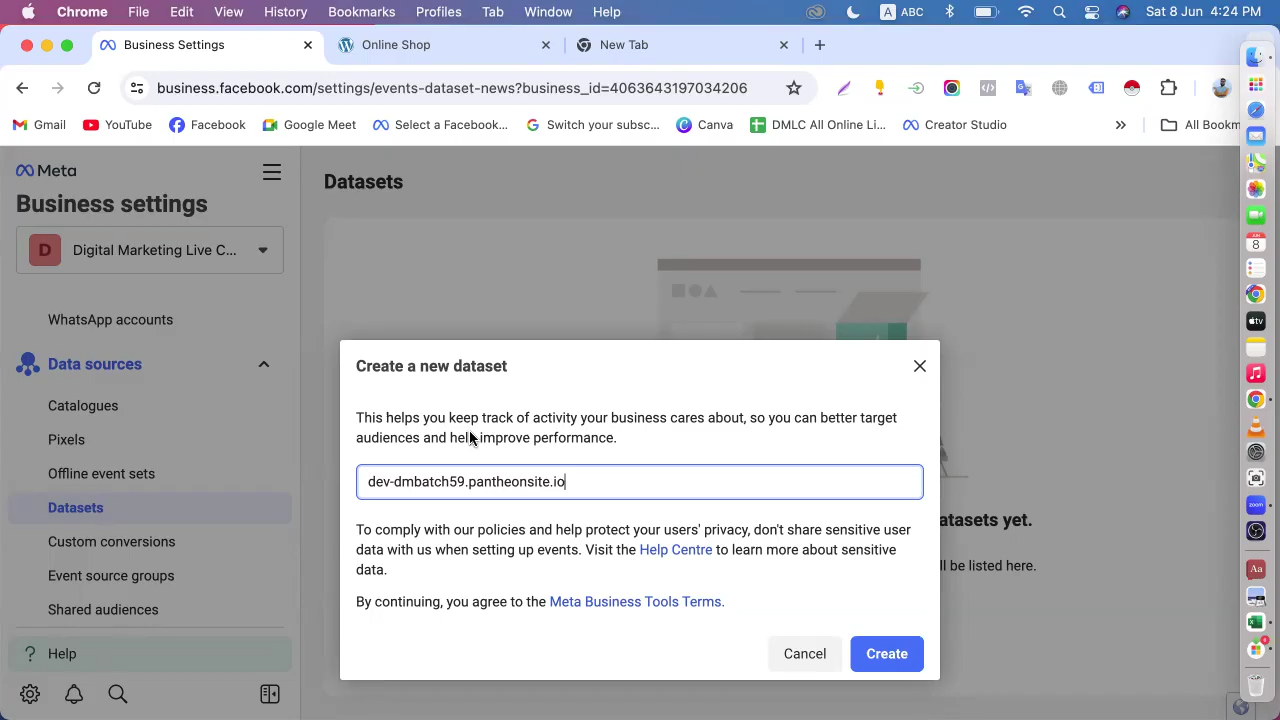 Chrome File Edit View History Bookmarks Profiles Tab Window Help A ABC Sat 8 Jun 4:24 PM
Business Settings Online Shop New Tab
business.facebook.com/settings/events-dataset-news?business_id=4063643197034206
Gmail YouTube Facebook Google Meet Select a Facebook... Switch your subsc... Canva DMLC All Online Li... Creator Studio » All Bookm
Meta
Business settings
D Digital Marketing Live C...
WhatsApp accounts
Data sources
Catalogues
Pixels
Offline event sets
Datasets
Custom conversions
Event source groups
Shared audiences
? Help
Datasets
atasets yet.
ll be listed here.
Create a new dataset
This helps you keep track of activity your business cares about, so you can better target
audiences and help improve performance.
dev-dmbatch59.pantheonsite.io
To comply with our policies and help protect your users' privacy, don't share sensitive user
data with us when setting up events. Visit the Help Centre to learn more about sensitive
data.
By continuing, you agree to the Meta Business Tools Terms.
Cancel Create
JUN
8
tv
zoom
Aa